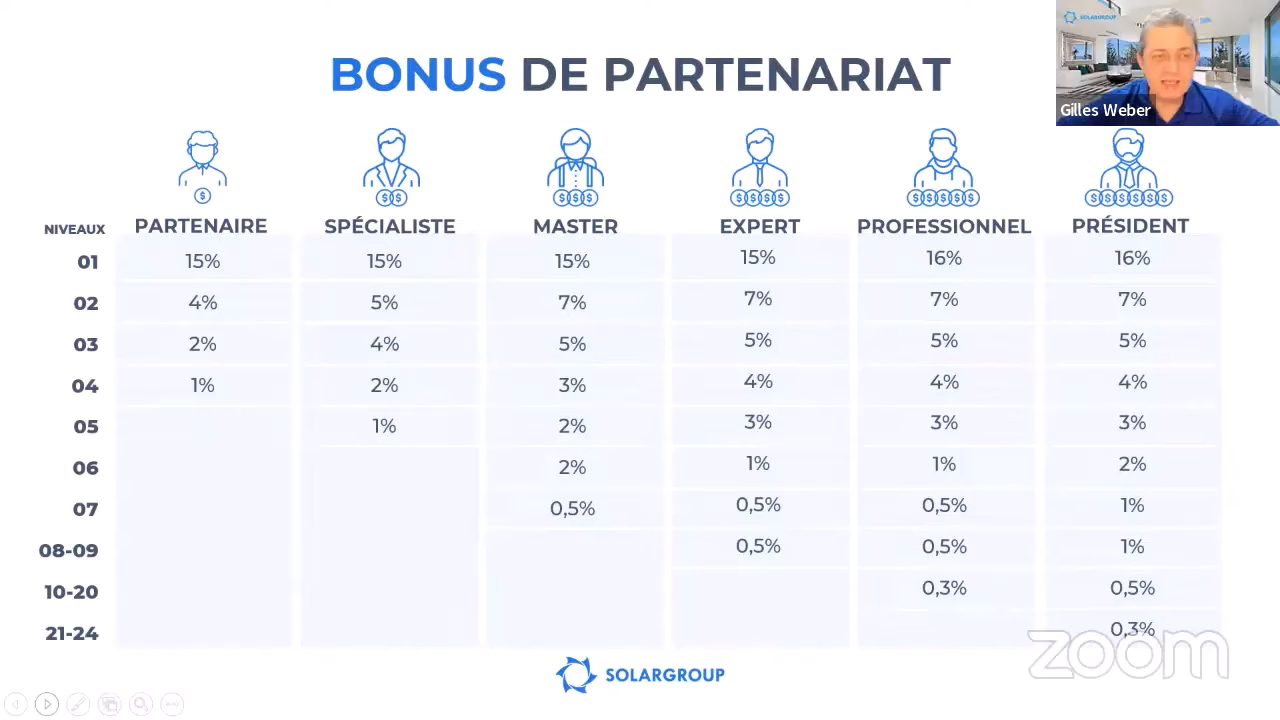 SOLARGROUP
BONUS DE PARTENARIAT
Gilles Weber
$ $$ $$$ $$$$ $$$$$ $$$$$$
NIVEAUX PARTENAIRE SPÉCIALISTE MASTER EXPERT PROFESSIONNEL PRÉSIDENT
01 15% 15% 15% 15% 16% 16%
02 4% 5% 7% 7% 7% 7%
03 2% 4% 5% 5% 5% 5%
04 1% 2% 3% 4% 4% 4%
05 1% 2% 3% 3% 3%
06 2% 1% 1% 2%
07 0,5% 0,5% 0,5% 1%
08-09 0,5% 0,5% 1%
10-20 0,3% 0,5%
21-24 0,3%
zoom
SOLARGROUP